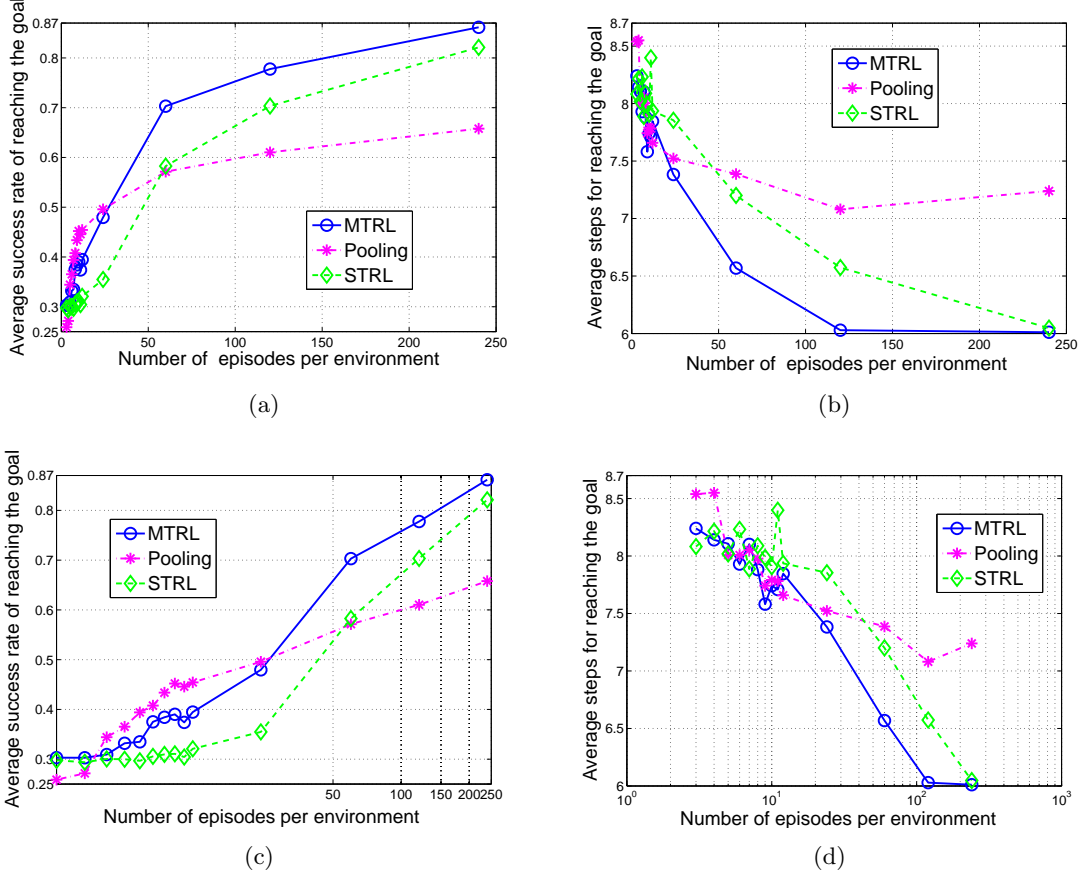 Average success rate of reaching the goal
0.87
0.8
0.7
0.6
0.5
0.4
0.3
0.25
MTRL
Pooling
STRL
0 50 100 150 200 250
Number of episodes per environment
(a)
Average steps for reaching the goal
8.7
8.5
8
7.5
7
6.5
6
MTRL
Pooling
STRL
0 50 100 150 200 250
Number of episodes per environment
(b)
Average success rate of reaching the goal
0.87
0.8
0.7
0.6
0.5
0.4
0.3
0.25
MTRL
Pooling
STRL
50 100 150 200 250
Number of episodes per environment
(c)
Average steps for reaching the goal
8.7
8.5
8
7.5
7
6.5
6
MTRL
Pooling
STRL
10⁰ 10¹ 10² 10³
Number of episodes per environment
(d)